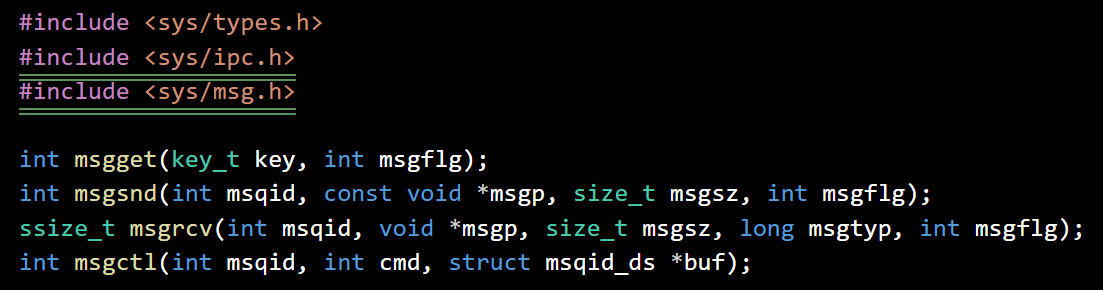 #include <sys/types.h>
#include <sys/ipc.h>
#include <sys/msg.h>
int msgget(key_t key, int msgflg);
int msgsnd(int msqid, const void *msgp, size_t msgsz, int msgflg);
ssize_t msgrcv(int msqid, void *msgp, size_t msgsz, long msgtyp, int msgflg);
int msgctl(int msqid, int cmd, struct msqid_ds *buf);